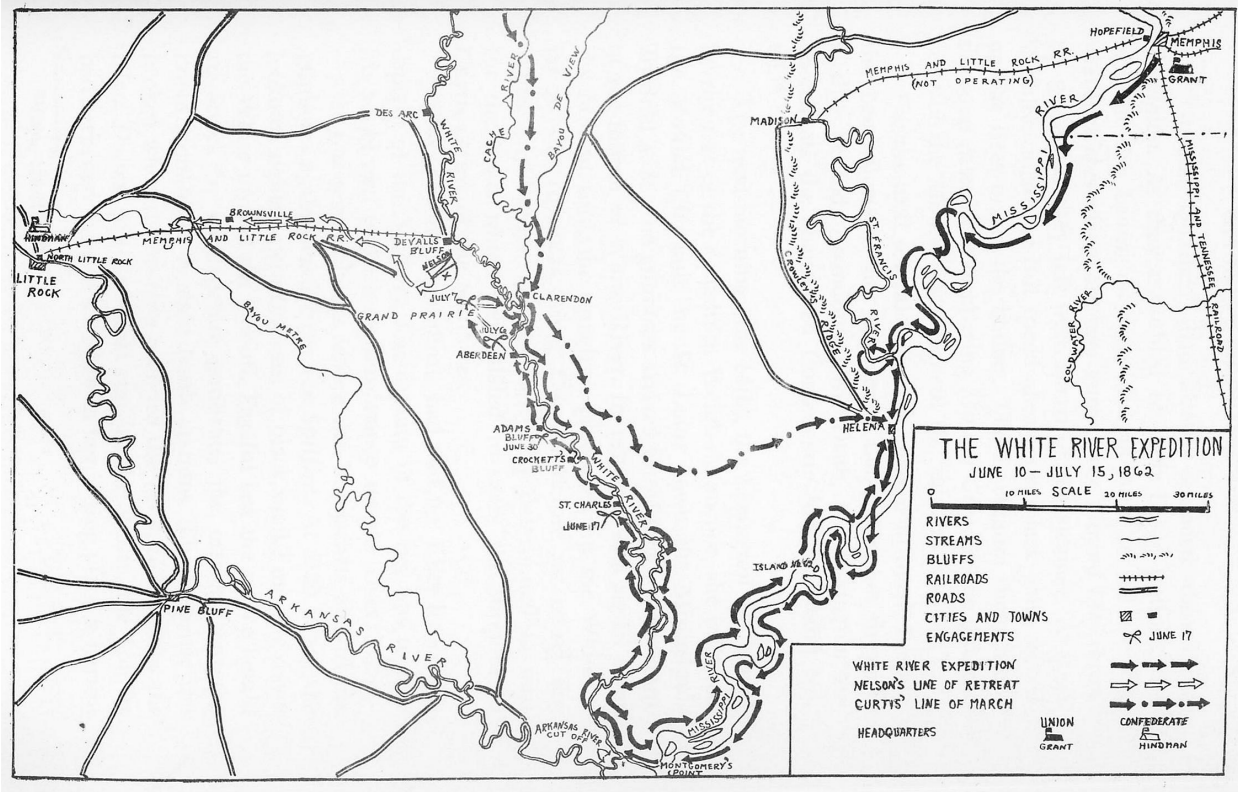 HOPEFIELD
MEMPHIS
GRANT
MEMPHIS AND LITTLE ROCK RR.
(NOT OPERATING)
MISSISSIPPI RIVER
MISSISSIPPI
MISSISSIPPI AND TENNESSEE RAILROAD
COLDWATER RIVER
MADISON
ST. FRANCIS
RIVER
CROWLEY'S RIDGE
HELENA
DES ARC
WHITE RIVER
CACHE RIVER
BAYOU DE VIEW
HINDMAN
BROWNSVILLE
MEMPHIS AND LITTLE ROCK R.R.
NORTH LITTLE ROCK
LITTLE
ROCK
DEVALLS
BLUFF
NELSON
JULY 7
CLARENDON
GRAND PRAIRIE
BAYOU METRE
JULY 6
ABERDEEN
ADAMS
BLUFF
JUNE 30
CROCKETT'S
BLUFF
WHITE RIVER
ST. CHARLES
JUNE 17
ISLAND NO. 62
PINE BLUFF
ARKANSAS RIVER
ARKANSAS RIVER
CUT OFF
MISSISSIPPI RIVER
MONTGOMERY'S
POINT
THE WHITE RIVER EXPEDITION
JUNE 10 – JULY 15, 1862
0 10 MILES SCALE 20 MILES 30 MILES
RIVERS
STREAMS
BLUFFS
RAILROADS
ROADS
CITIES AND TOWNS
ENGAGEMENTS JUNE 17
WHITE RIVER EXPEDITION
NELSON'S LINE OF RETREAT
CURTIS' LINE OF MARCH
HEADQUARTERS
UNION
GRANT
CONFEDERATE
HINDMAN